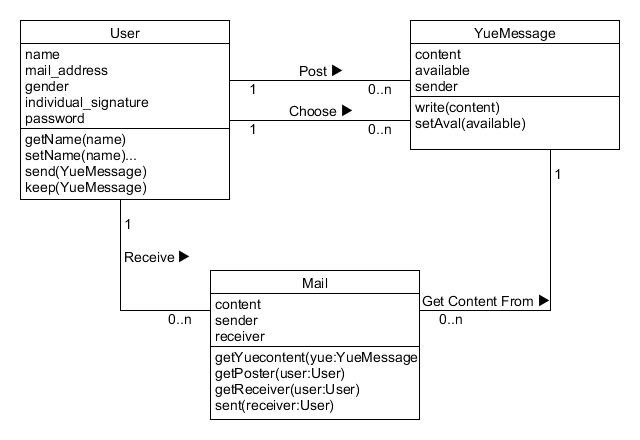 User
name
mail_address
gender
individual_signature
password
getName(name)
setName(name)...
send(YueMessage)
keep(YueMessage)
Post ▶
1
0..n
Choose ▶
1
0..n
YueMessage
content
available
sender
write(content)
setAval(available)
1
Receive ▶
0..n
1
Get Content From ▶
0..n
Mail
content
sender
receiver
getYuecontent(yue:YueMessage
getPoster(user:User)
getReceiver(user:User)
sent(receiver:User)